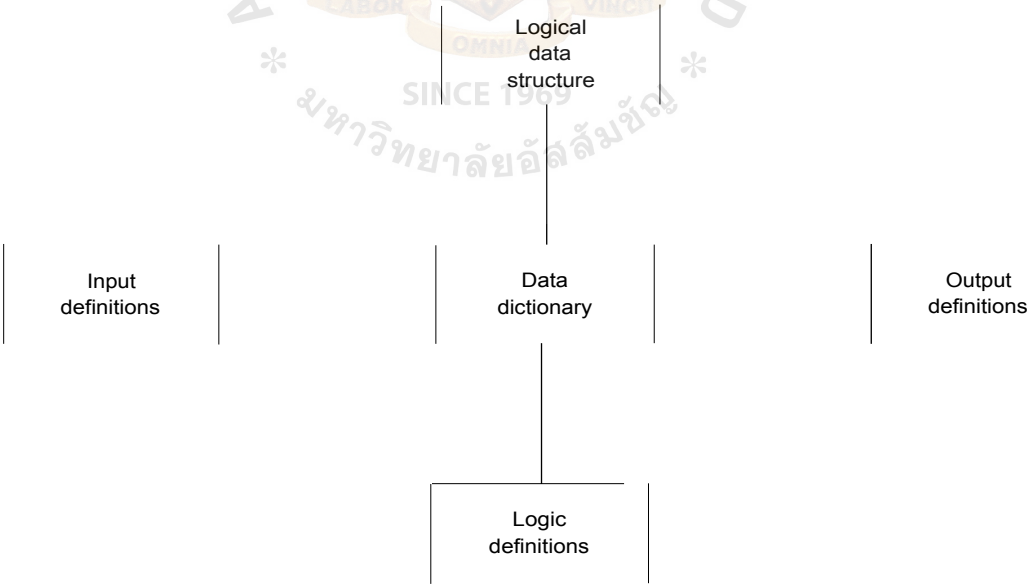 LABOR
VINCIT
OMNIA
SINCE 1969
มหาวิทยาลัยอัสสัมชัญ
Logical
data
structure
Input
definitions
Data
dictionary
Output
definitions
Logic
definitions